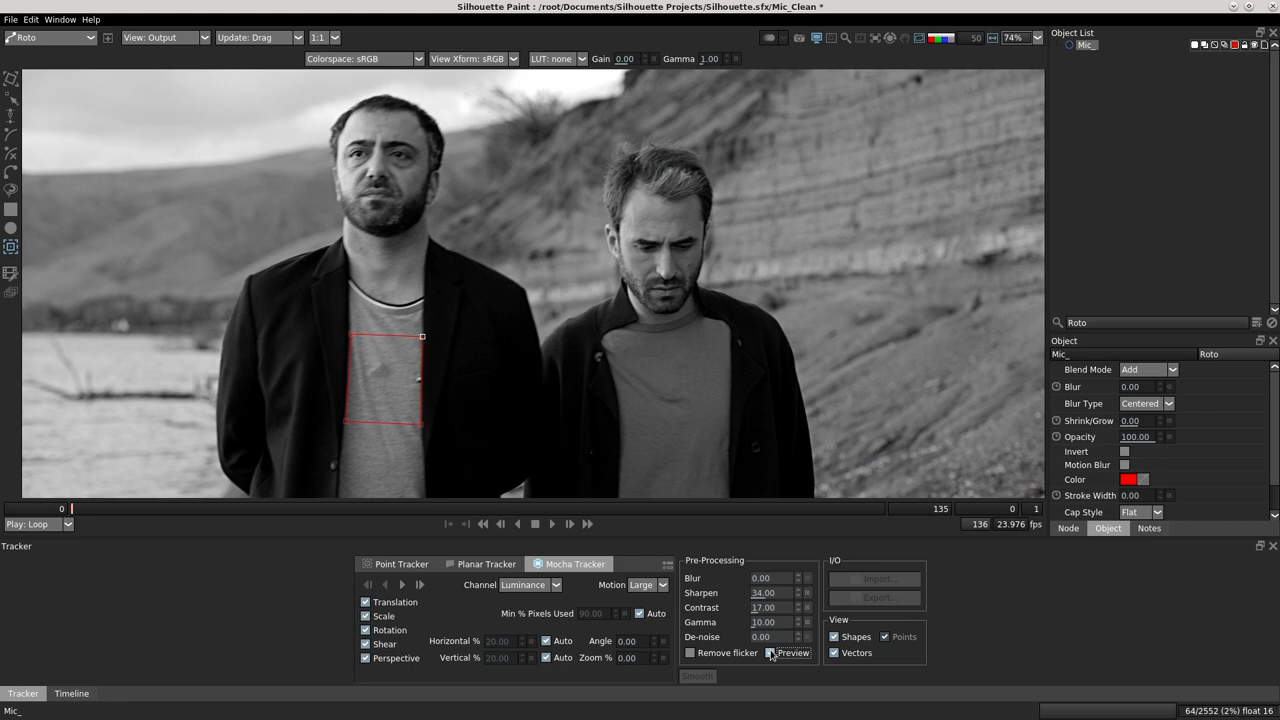 Silhouette Paint : /root/Documents/Silhouette Projects/Silhouette.sfx/Mic_Clean *
File Edit Window Help
Roto View: Output Update: Drag 1:1 50 74%
Colorspace: sRGB View Xform: sRGB LUT: none Gain 0.00 Gamma 1.00
Object List
Mic_
Roto
Object
Mic_ Roto
Blend Mode Add
Blur 0.00
Blur Type Centered
Shrink/Grow 0.00
Opacity 100.00
Invert
Motion Blur
Color
Stroke Width 0.00
Cap Style Flat
Node Object Notes
0 135 0 1
Play: Loop 136 23.976 fps
Tracker
Point Tracker Planar Tracker Mocha Tracker
Channel Luminance Motion Large
Translation
Scale Min % Pixels Used 90.00 Auto
Rotation
Shear Horizontal % 20.00 Auto Angle 0.00
Perspective Vertical % 20.00 Auto Zoom % 0.00
Pre-Processing
Blur 0.00
Sharpen 34.00
Contrast 17.00
Gamma 10.00
De-noise 0.00
Remove flicker Preview
Smooth
I/O
Import...
Export...
View
Shapes Points
Vectors
Tracker Timeline
Mic_ 64/2552 (2%) float 16